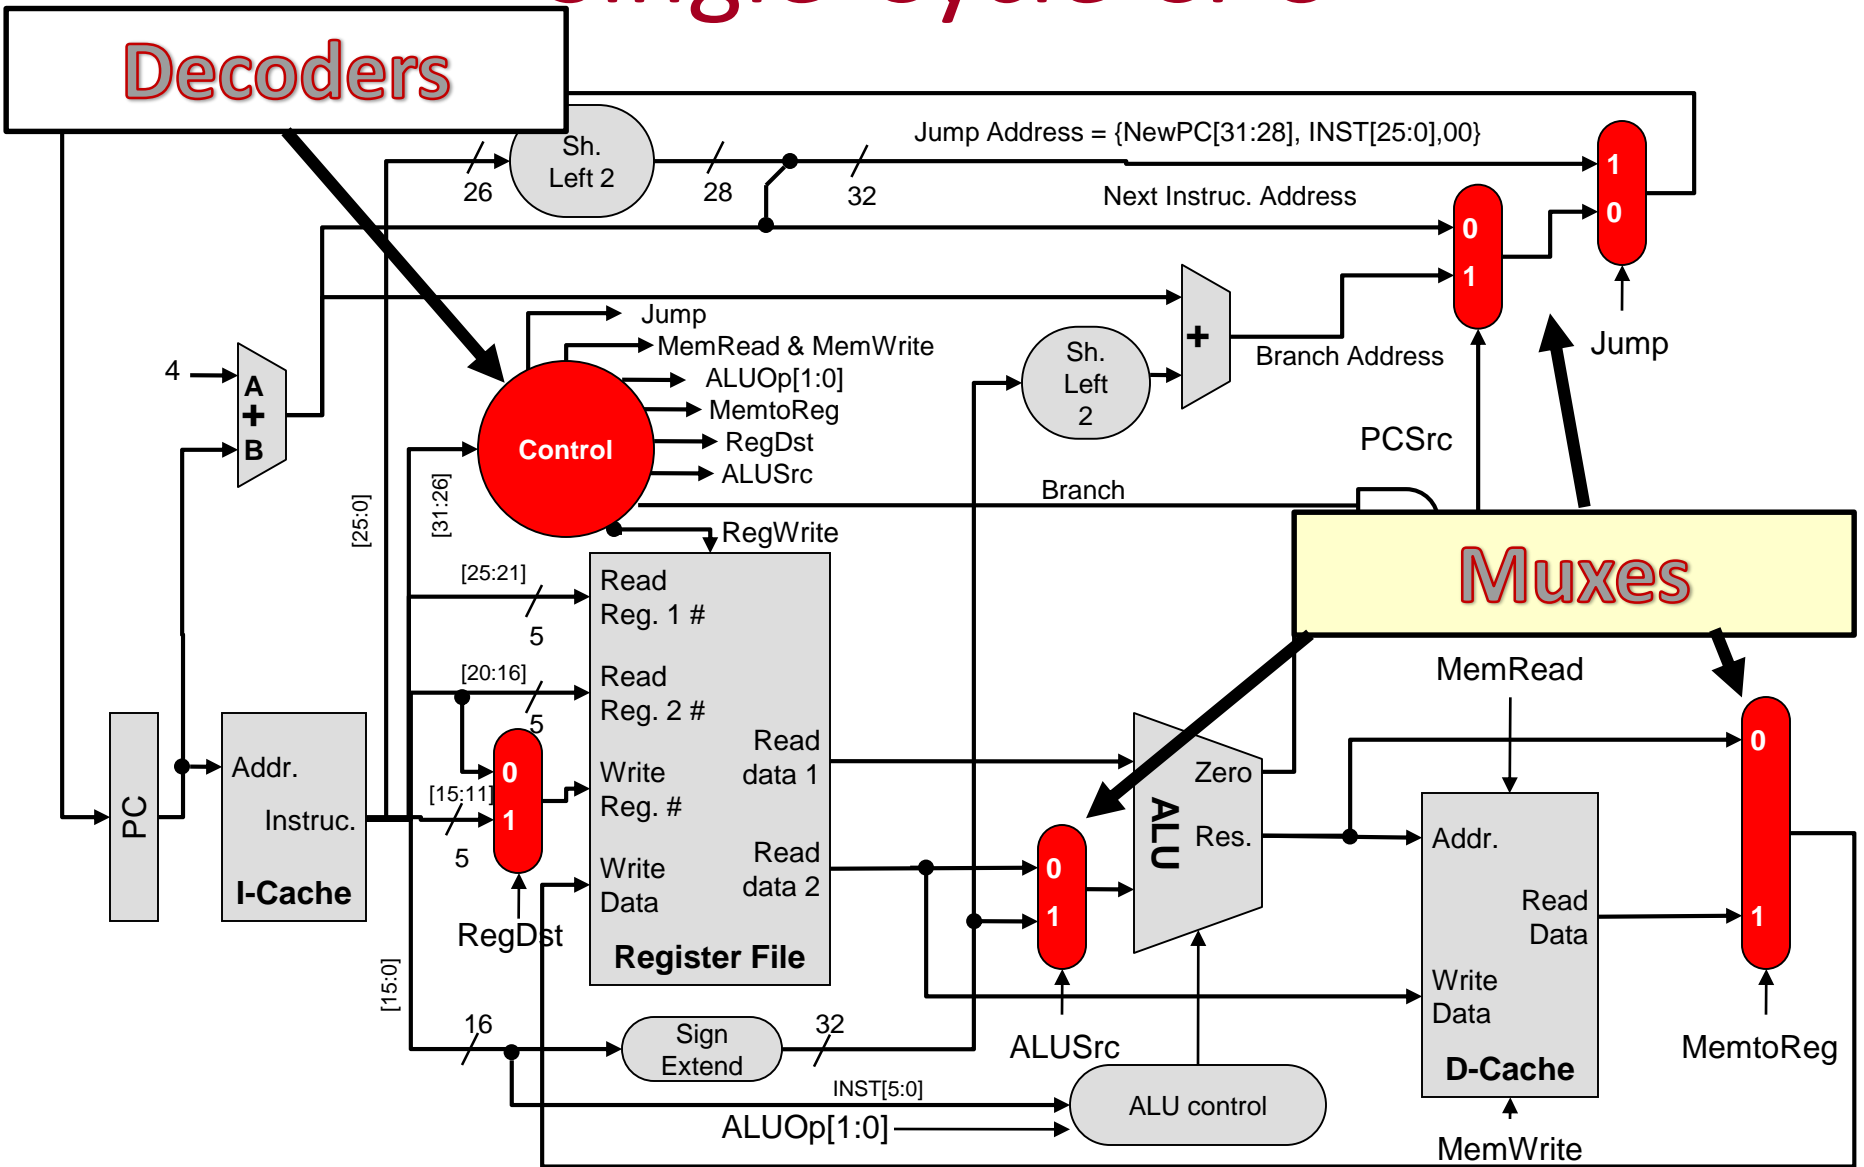 Single-Cycle CPU
Decoders
Jump Address = {NewPC[31:28], INST[25:0],00}
Sh.
Left 2
26
28
32
1
0
Next Instruc. Address
0
1
Jump
MemRead & MemWrite
ALUOp[1:0]
MemtoReg
RegDst
ALUSrc
Control
4
A
+
B
Sh.
Left
2
+
Branch Address
Jump
PCSrc
[25:0]
[31:26]
Branch
RegWrite
Muxes
[25:21]
5
Read
Reg. 1 #
[20:16]
5
Read
Reg. 2 #
Read
data 1
Write
Reg. #
0
1
[15:11]
5
Read
data 2
Write
Data
Register File
RegDst
PC
Addr.
Instruc.
I-Cache
Zero
ALU
Res.
0
1
ALUSrc
MemRead
Addr.
Read
Data
Write
Data
D-Cache
MemWrite
0
1
MemtoReg
[15:0]
16
Sign
Extend
32
INST[5:0]
ALUOp[1:0]
ALU control